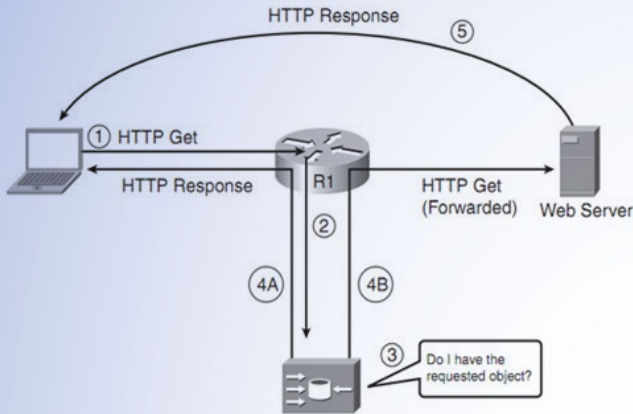 HTTP Response
5
1 HTTP Get
R1
HTTP Response
HTTP Get
(Forwarded)
Web Server
2
4A
4B
3
Do I have the
requested object?